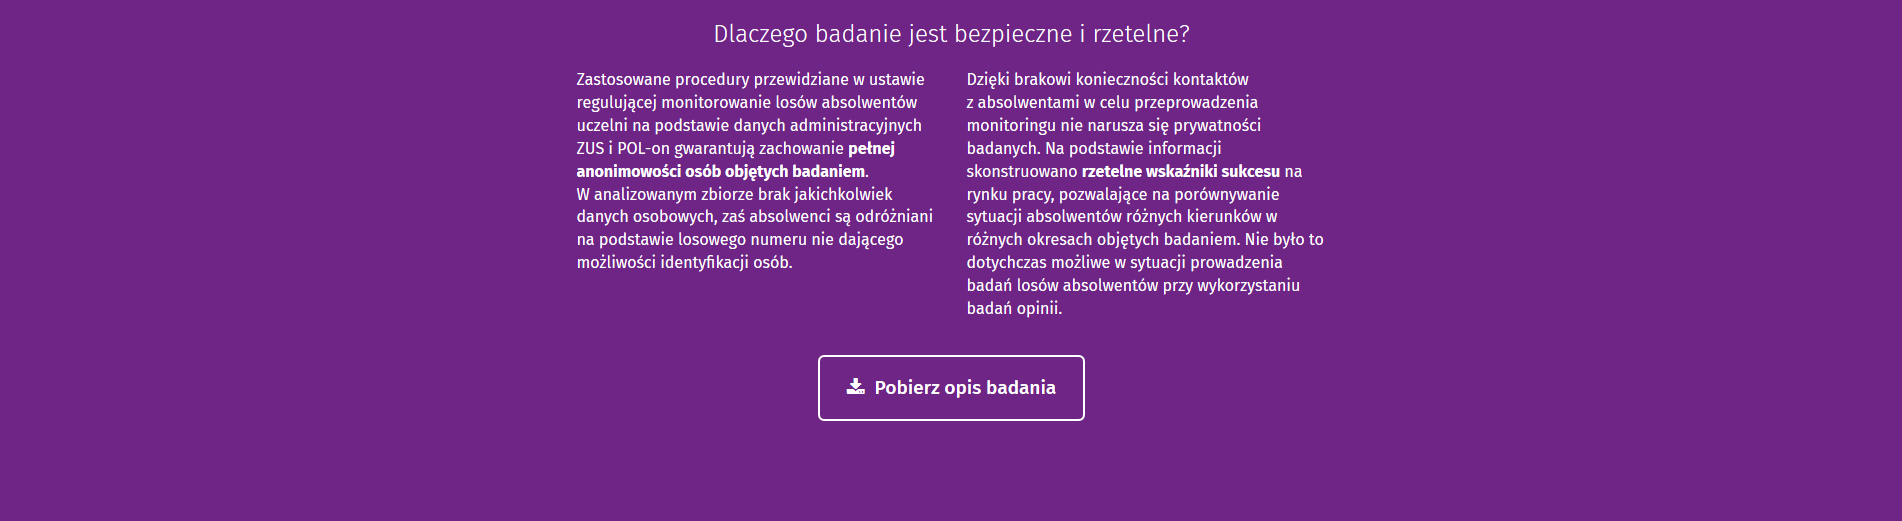 Dlaczego badanie jest bezpieczne i rzetelne?
Zastosowane procedury przewidziane w ustawie
regulującej monitorowanie losów absolwentów
uczelni na podstawie danych administracyjnych
ZUS i POL-on gwarantują zachowanie pełnej
anonimowości osób objętych badaniem.
W analizowanym zbiorze brak jakichkolwiek
danych osobowych, zaś absolwenci są odróżniani
na podstawie losowego numeru nie dającego
możliwości identyfikacji osób.
Dzięki brakowi konieczności kontaktów
z absolwentami w celu przeprowadzenia
monitoringu nie narusza się prywatności
badanych. Na podstawie informacji
skonstruowano rzetelne wskaźniki sukcesu na
rynku pracy, pozwalające na porównywanie
sytuacji absolwentów różnych kierunków w
różnych okresach objętych badaniem. Nie było to
dotychczas możliwe w sytuacji prowadzenia
badań losów absolwentów przy wykorzystaniu
badań opinii.
Pobierz opis badania